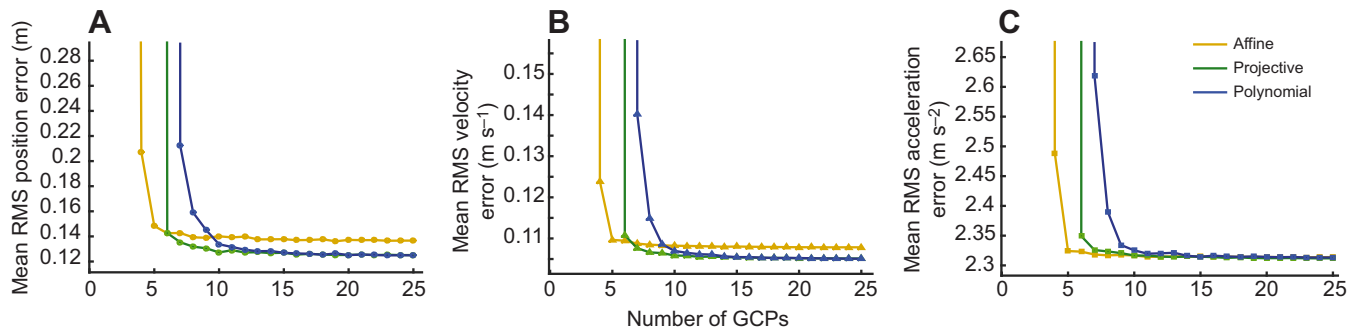 A
Mean RMS position error (m)
0.28
0.26
0.24
0.22
0.2
0.18
0.16
0.14
0.12
0 5 10 15 20 25
B
Mean RMS velocity
error (m s–1)
0.15
0.14
0.13
0.12
0.11
0 5 10 15 20 25
Number of GCPs
C
Mean RMS acceleration
error (m s–2)
2.65
2.6
2.55
2.5
2.45
2.4
2.35
2.3
0 5 10 15 20 25
Affine
Projective
Polynomial